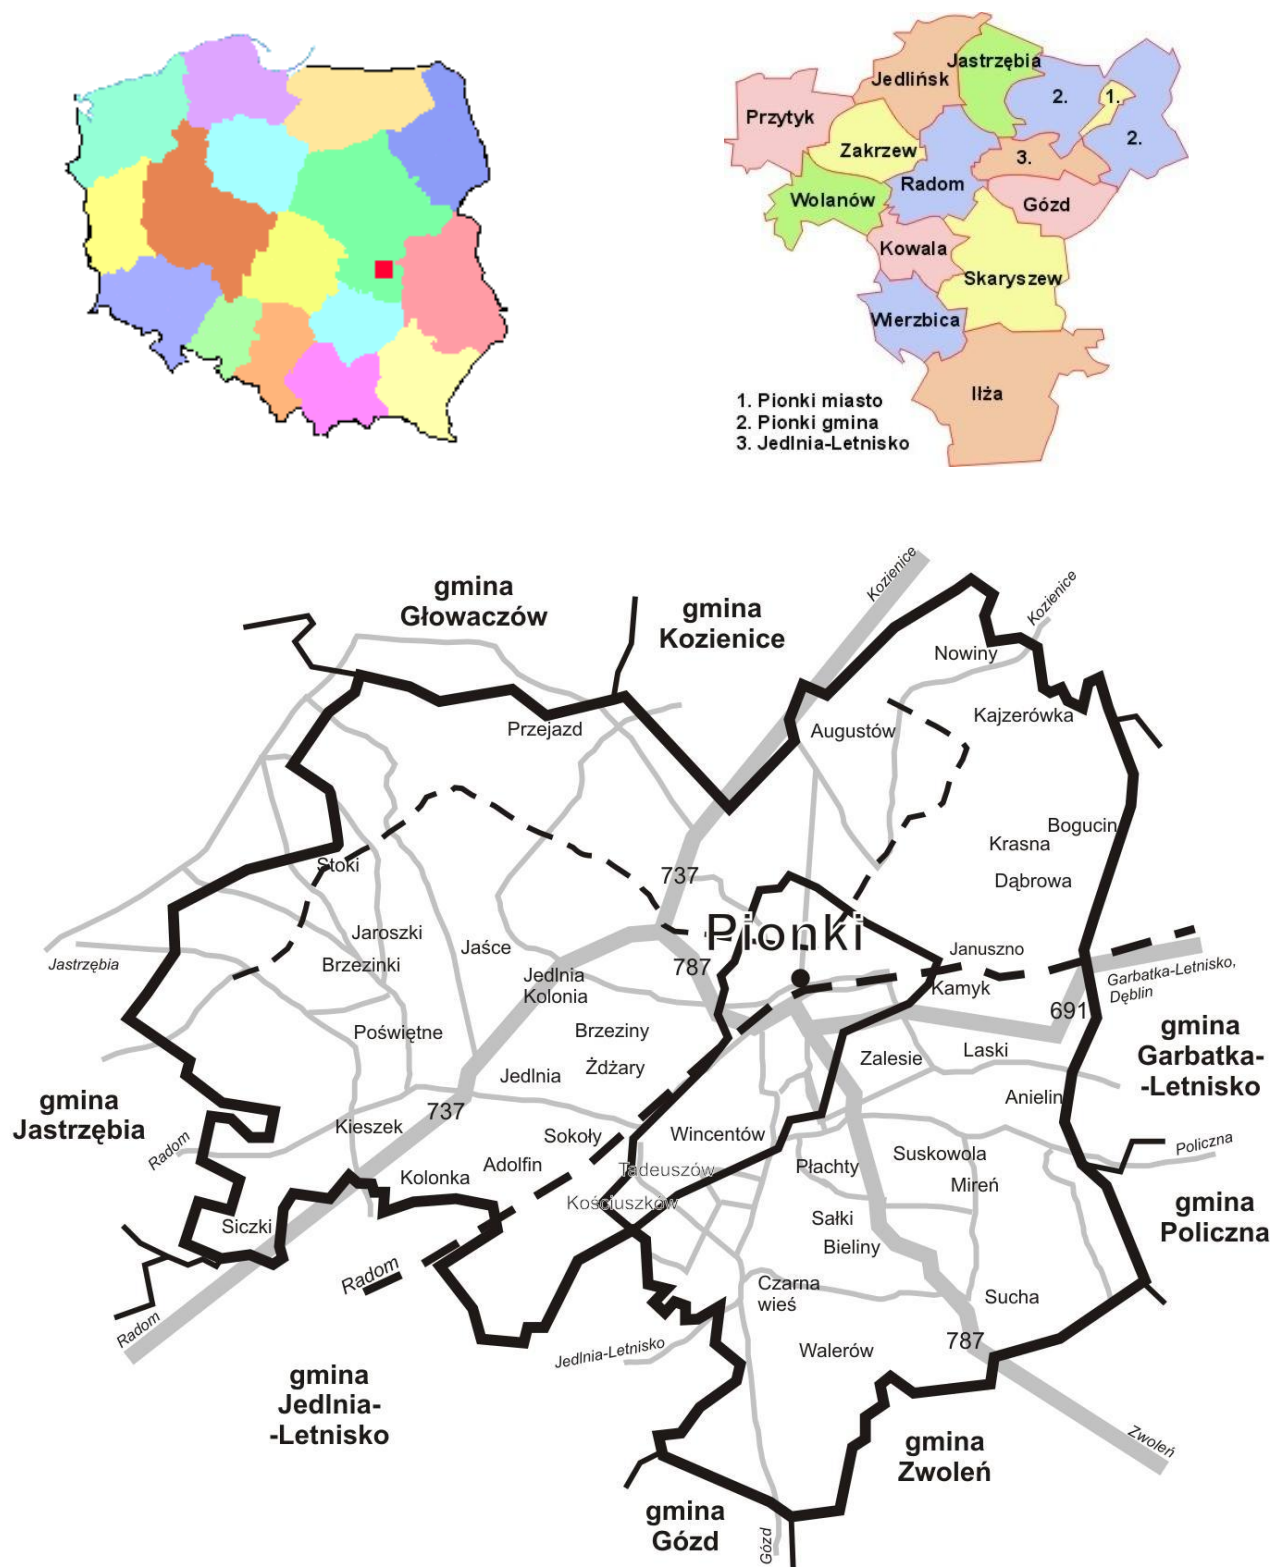 Jastrzębia
Jedlińsk
2.
1.
Przytyk
2.
Zakrzew
3.
Radom
Wolanów
Gózd
Kowala
Skaryszew
Wierzbica
Iłża
1. Pionki miasto
2. Pionki gmina
3. Jedlnia-Letnisko
gmina
Głowaczów
gmina
Kozienice
Kozienice
Kozienice
Nowiny
Kajzerówka
Przejazd
Augustów
Bogucin
Krasna
Stoki
737
Dąbrowa
Jaroszki
Jaśce
Pionki
Januszno
Jastrzębia
Brzezinki
787
Jedlnia
Kolonia
Kamyk
Garbatka-Letnisko,
Dęblin
691
Poświętne
Brzeziny
gmina
Garbatka-
-Letnisko
Zalesie
Laski
Żdżary
Jedlnia
Anielin
gmina
Jastrzębia
737
Kieszek
Radom
Sokoły
Wincentów
Policzna
Adolfin
Tadeuszów
Płachty
Suskowola
Kolonka
Mireń
Kościuszków
gmina
Policzna
Siczki
Sałki
Bieliny
Radom
Czarna
wieś
Sucha
Radom
787
Jedlnia-Letnisko
Walerów
gmina
Jedlnia-
-Letnisko
gmina
Zwoleń
Zwoleń
gmina
Gózd
Gózd